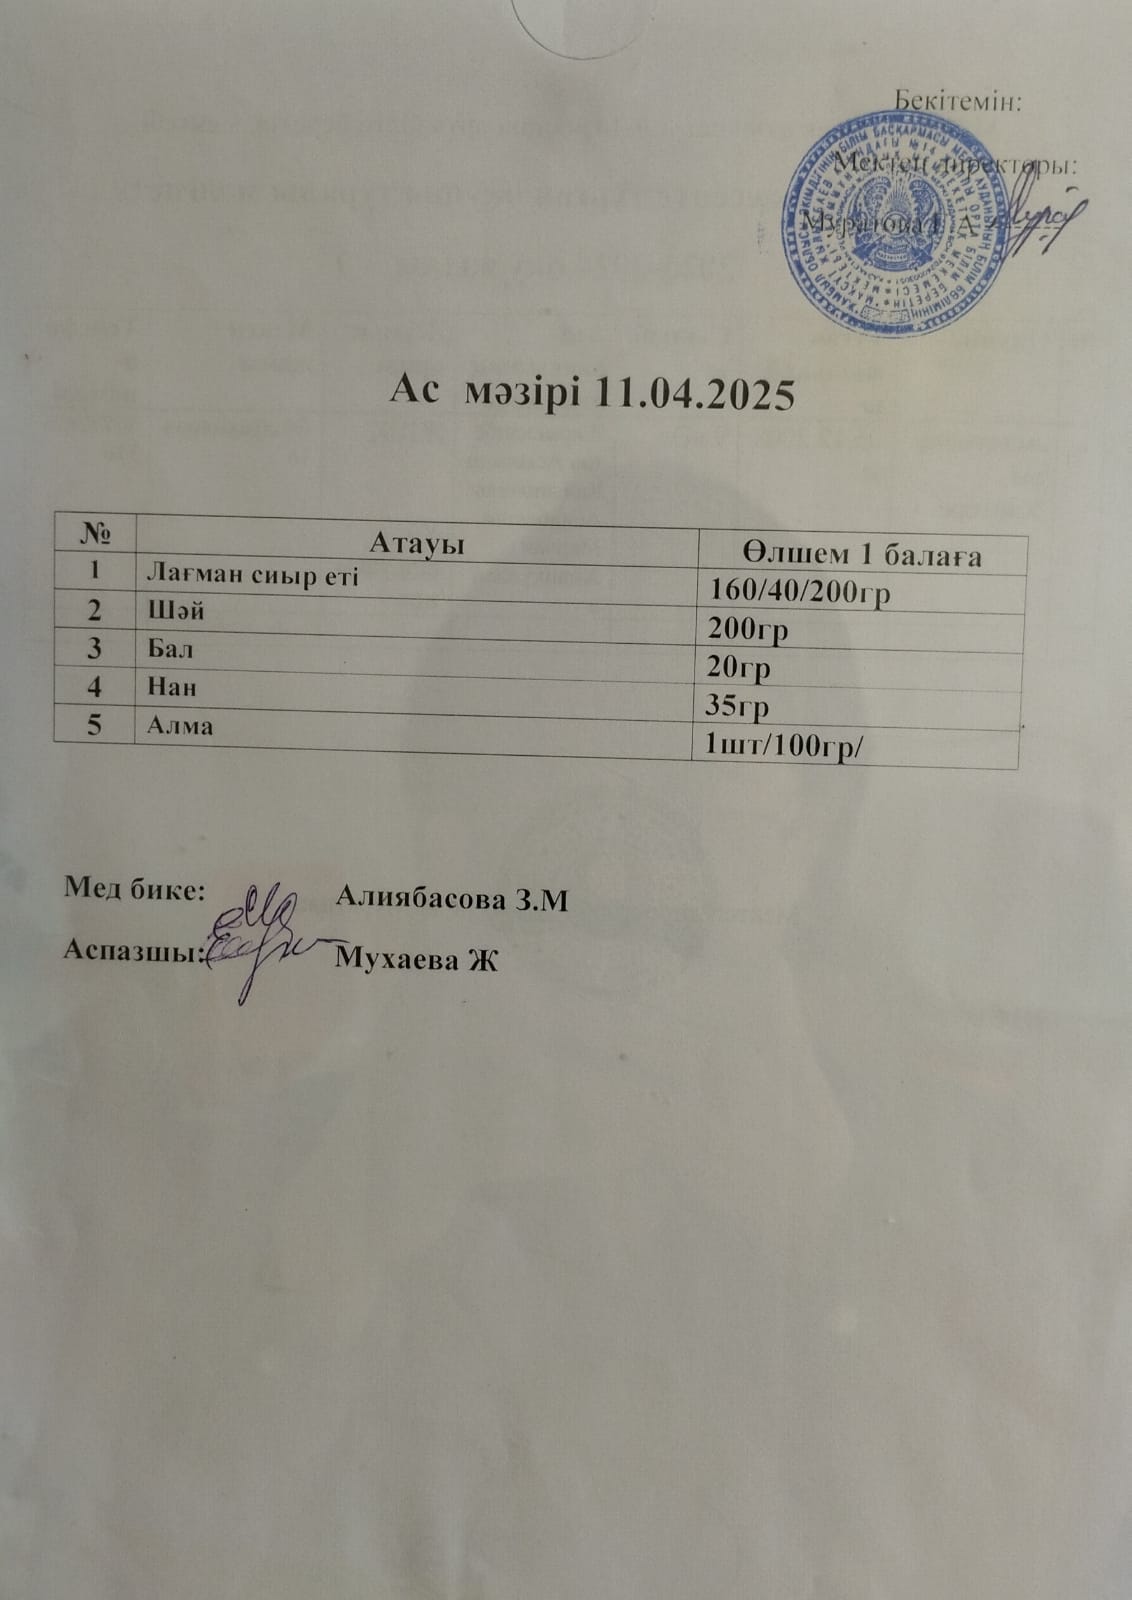 Бекітемін:
Мектеп директоры:
Муратова А
Ас мәзірі 11.04.2025
№ Атауы Өлшем 1 балаға
1 Лағман сиыр еті 160/40/200гр
2 Шәй 200гр
3 Бал 20гр
4 Нан 35гр
5 Алма 1шт/100гр/
Мед бике: Алиябасова З.М
Аспазшы: Мухаева Ж